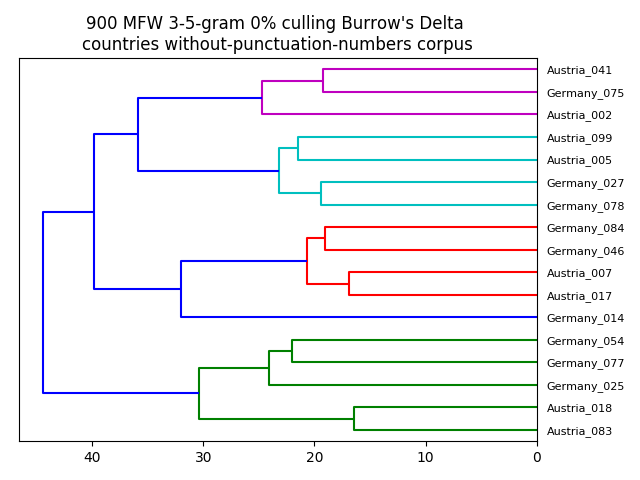 900 MFW 3-5-gram 0% culling Burrow's Delta
countries without-punctuation-numbers corpus
Austria_041
Germany_075
Austria_002
Austria_099
Austria_005
Germany_027
Germany_078
Germany_084
Germany_046
Austria_007
Austria_017
Germany_014
Germany_054
Germany_077
Germany_025
Austria_018
Austria_083
40 30 20 10 0